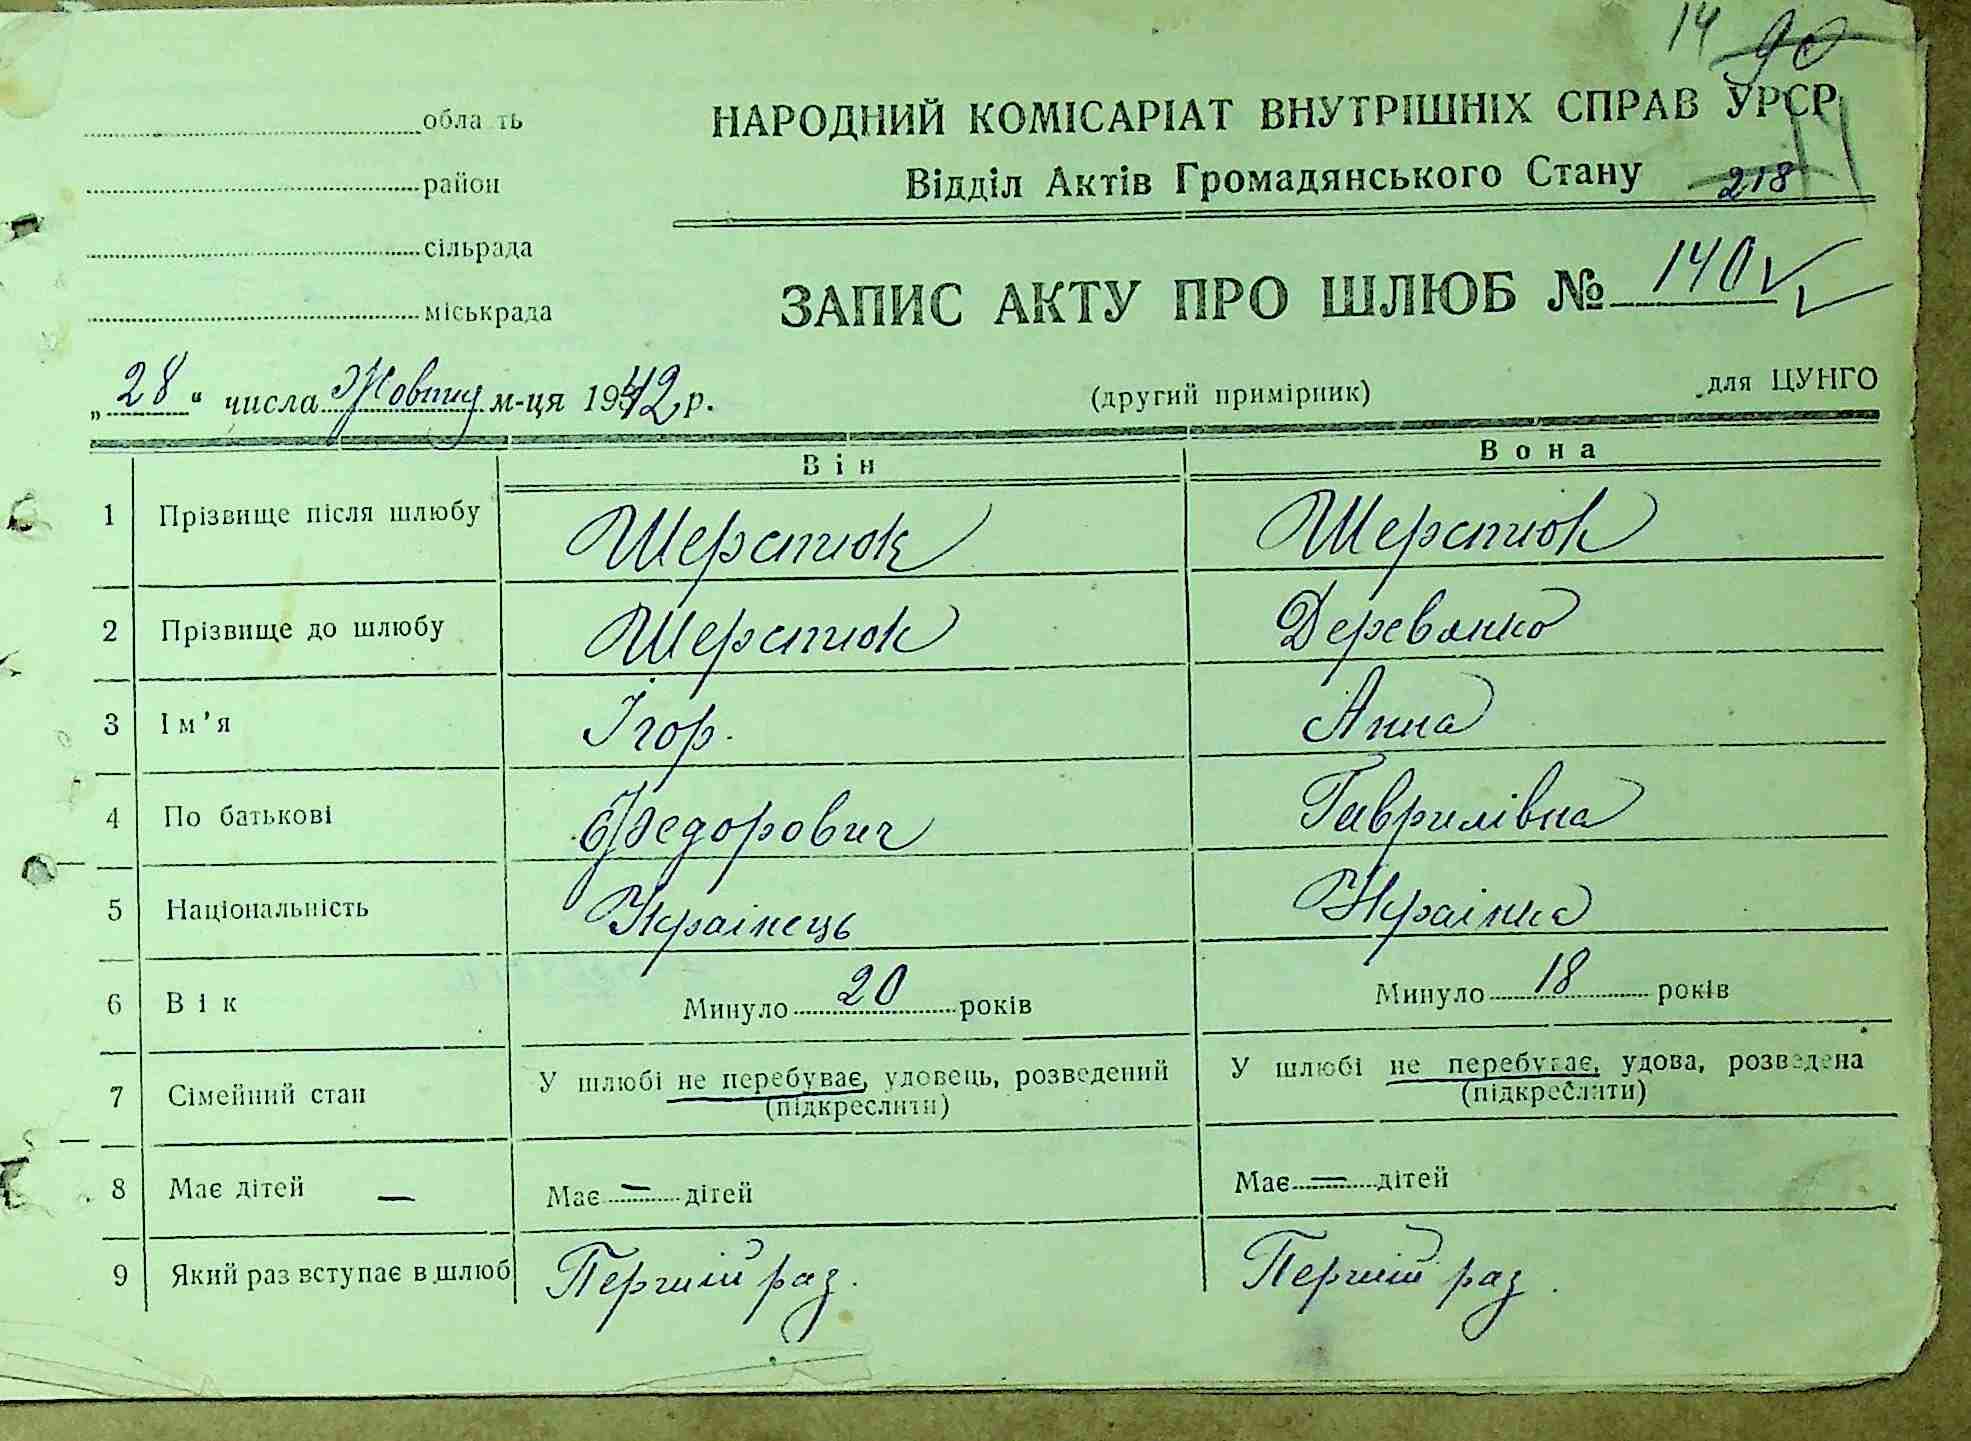 14 90
область
НАРОДНИЙ КОМІСАРІАТ ВНУТРІШНІХ СПРАВ УРСР
район
Відділ Актів Громадянського Стану 218
сільрада
ЗАПИС АКТУ ПРО ШЛЮБ № 140
міськрада
„28“ числа Жовтня м-ця 1942 р.
(другий примірник)
для ЦУНГО
Він Вона
1 Прізвище після шлюбу Шерстюк Шерстюк
2 Прізвище до шлюбу Шерстюк Деревянко
3 Ім'я Ігор. Анна
4 По батькові Федорович Гаврилівна
5 Національність Украінець Украінка
6 Вік Минуло 20 років Минуло 18 років
7 Сімейний стан У шлюбі не перебуває, удовець, розведений У шлюбі не перебуває, удова, розведена
(підкреслити) (підкреслити)
8 Має дітей — Має — дітей Має — дітей
9 Який раз вступає в шлюб Перший раз. Перший раз.